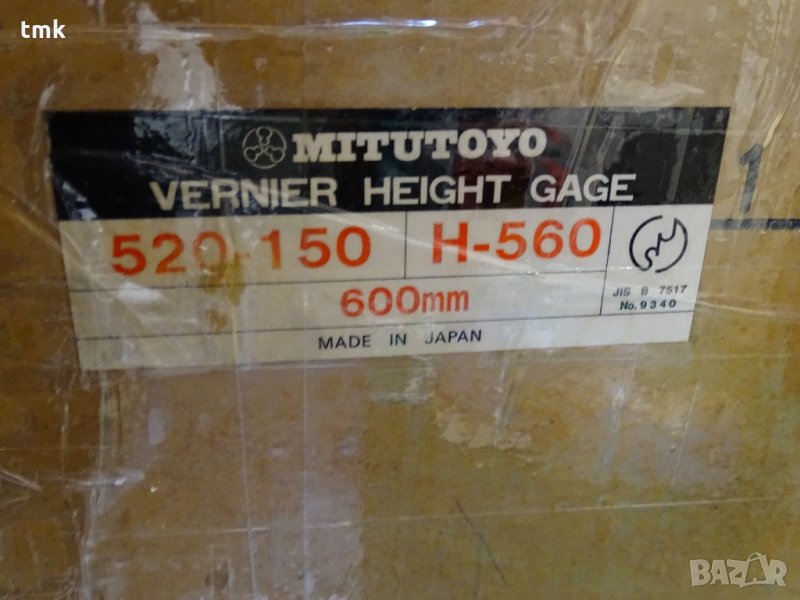 tmk
MITUTOYO
VERNIER HEIGHT GAGE
520-150 H-560
600mm
JIS B 7517
No. 9340
MADE IN JAPAN
1
BAZAR